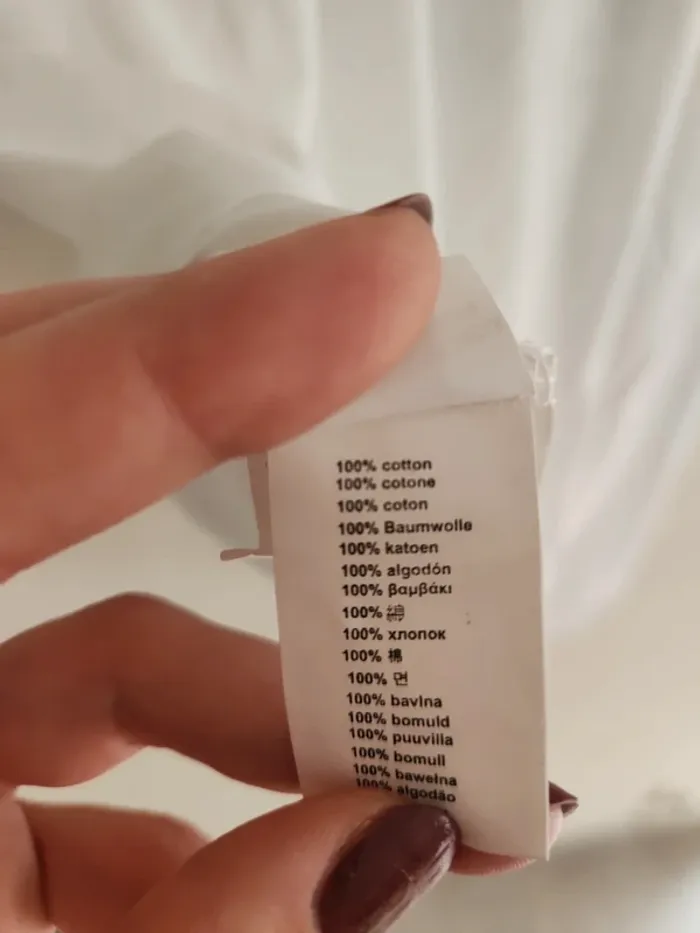 100% cotton
100% cotone
100% coton
100% Baumwolle
100% katoen
100% algodón
100% βαμβάκι
100% 綿
100% хлопок
100% 棉
100% 면
100% bavlna
100% bomuld
100% puuvilla
100% bomull
100% bawełna
100% algodão